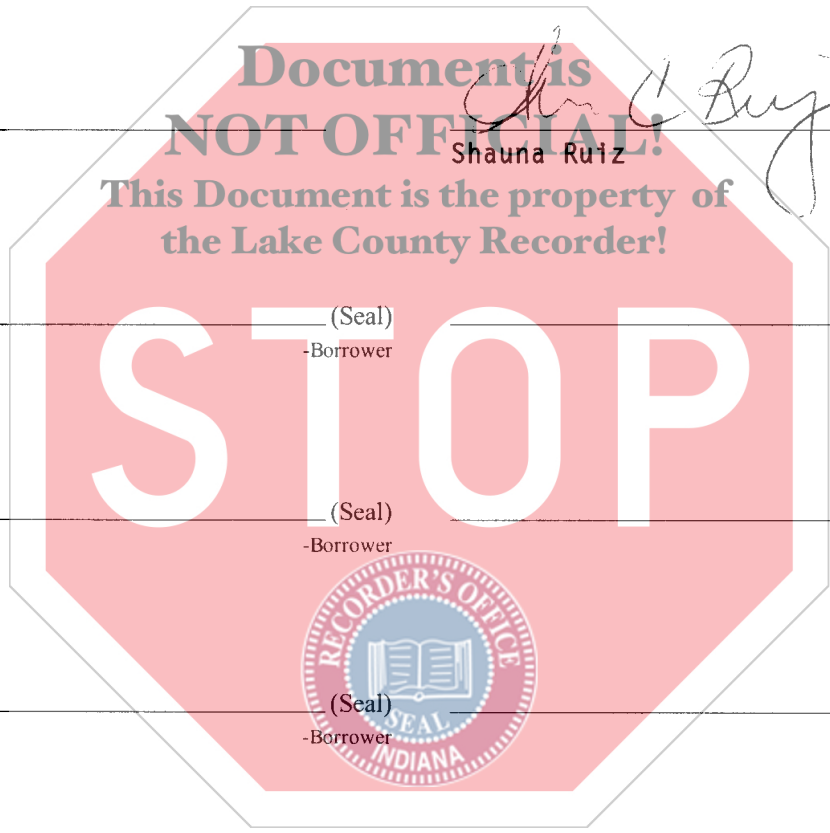 Document is
NOT OFFICIAL!
Shauna Ruiz
This Document is the property of
the Lake County Recorder!
STOP
(Seal)
-Borrower
(Seal)
-Borrower
RECORDER'S OFFICE
(Seal)
-Borrower
SEAL
INDIANA